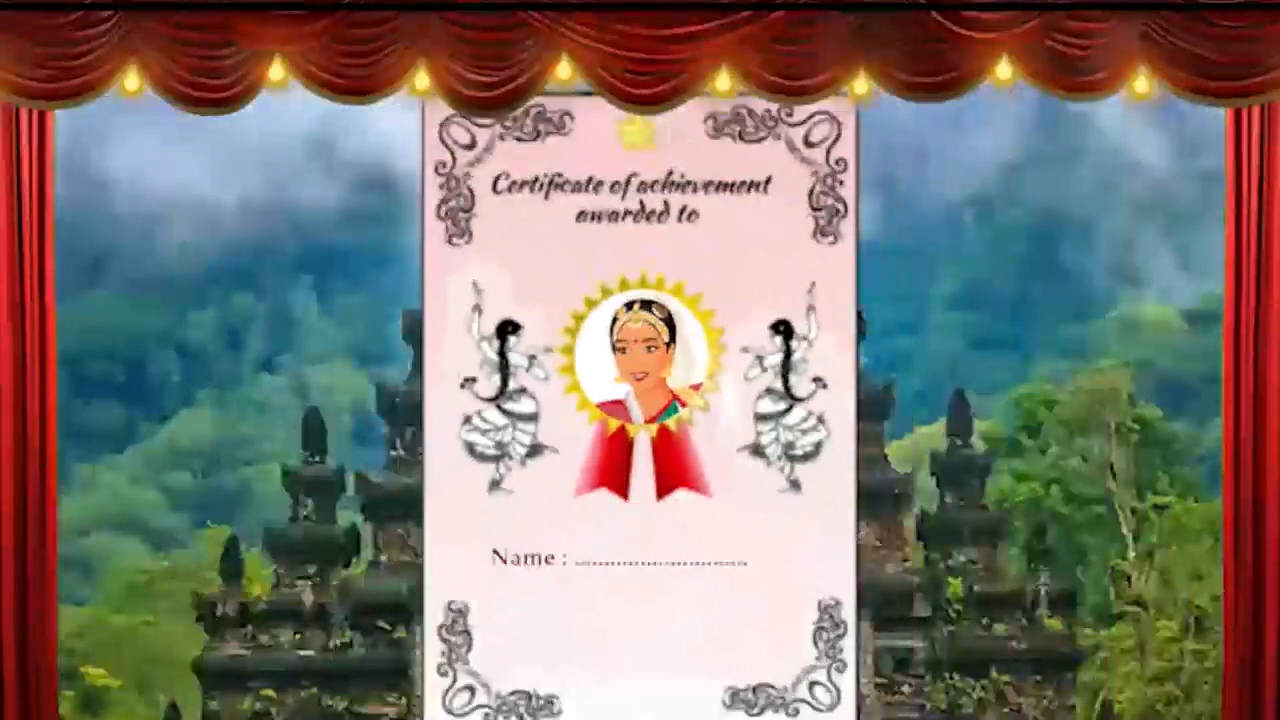 Certificate of achievement
awarded to
Name : ..............................